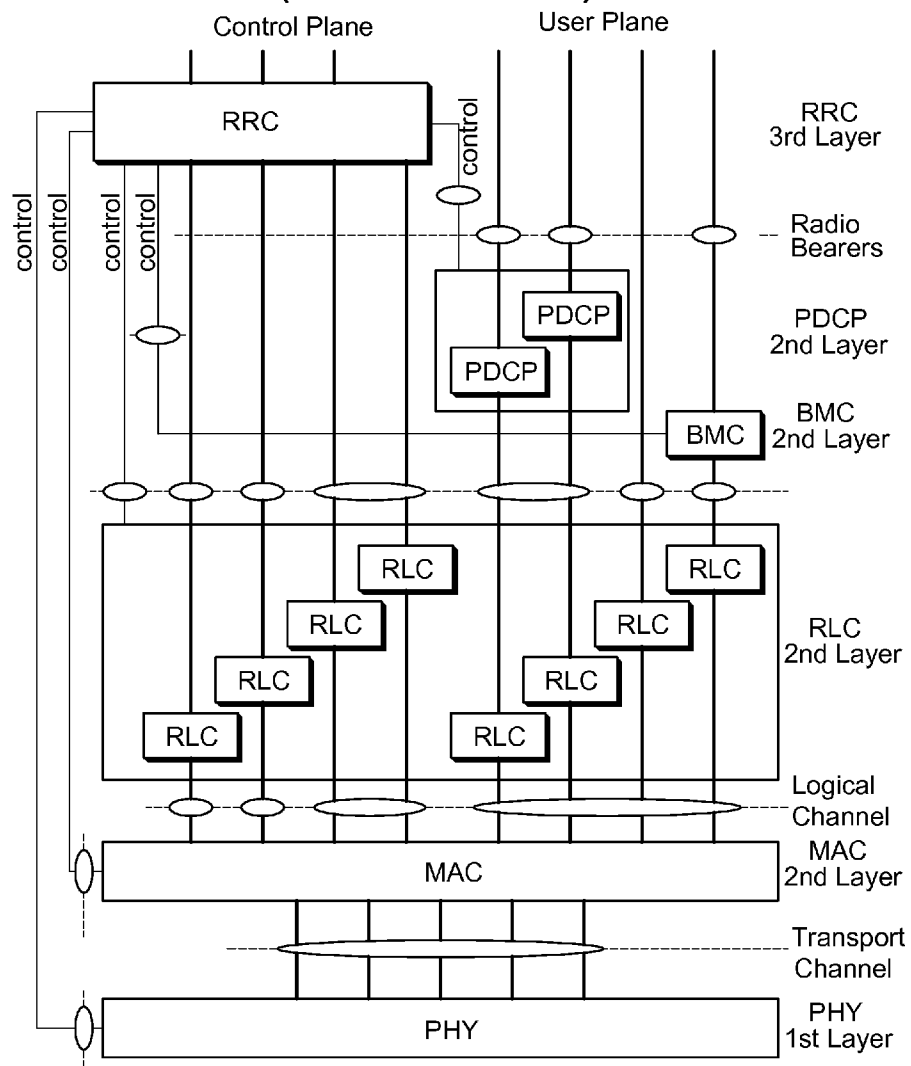 Control Plane
User Plane
RRC
RRC
3rd Layer
control
control
control
control
control
Radio
Bearers
PDCP
PDCP
PDCP
2nd Layer
BMC
BMC
2nd Layer
RLC
RLC
RLC
RLC
RLC
RLC
RLC
RLC
RLC
2nd Layer
Logical
Channel
MAC
MAC
2nd Layer
Transport
Channel
PHY
PHY
1st Layer